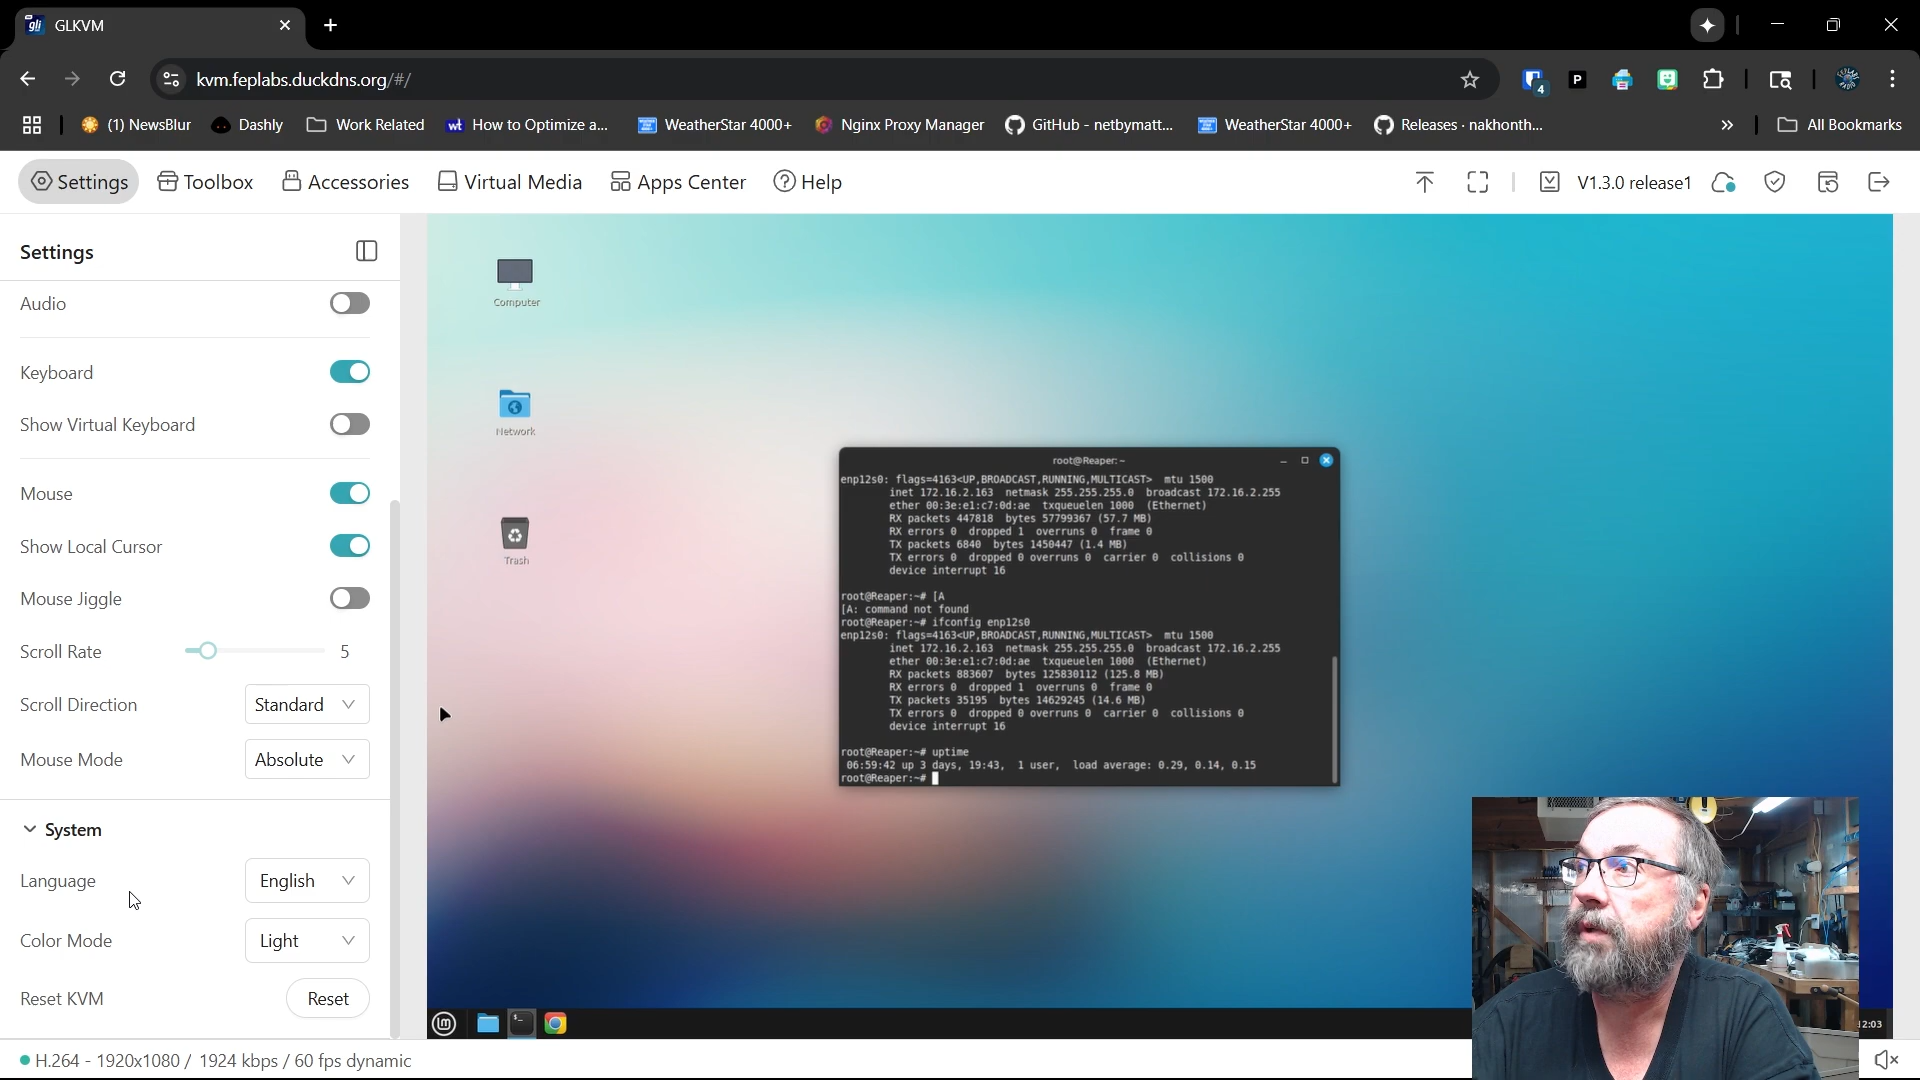 gli GLKVM
kvm.feplabs.duckdns.org/#/
4
P
(1) NewsBlur
Dashly
Work Related
wt How to Optimize a...
WeatherStar 4000+
Nginx Proxy Manager
GitHub - netbymatt...
WeatherStar 4000+
Releases · nakhonth...
»
All Bookmarks
Settings
Toolbox
Accessories
Virtual Media
Apps Center
Help
V1.3.0 release1
Settings
Audio
Keyboard
Show Virtual Keyboard
Mouse
Show Local Cursor
Mouse Jiggle
Scroll Rate 5
Scroll Direction Standard
Mouse Mode Absolute
System
Language English
Color Mode Light
Reset KVM Reset
Computer
Network
Trash
root@Reaper: ~
enp12s0: flags=4163<UP,BROADCAST,RUNNING,MULTICAST> mtu 1500
inet 172.16.2.163 netmask 255.255.255.0 broadcast 172.16.2.255
ether 00:3e:e1:c7:0d:ae txqueuelen 1000 (Ethernet)
RX packets 447818 bytes 57799367 (57.7 MB)
RX errors 0 dropped 1 overruns 0 frame 0
TX packets 6840 bytes 1450447 (1.4 MB)
TX errors 0 dropped 0 overruns 0 carrier 0 collisions 0
device interrupt 16
root@Reaper:~# [A
[A: command not found
root@Reaper:~# ifconfig enp12s0
enp12s0: flags=4163<UP,BROADCAST,RUNNING,MULTICAST> mtu 1500
inet 172.16.2.163 netmask 255.255.255.0 broadcast 172.16.2.255
ether 00:3e:e1:c7:0d:ae txqueuelen 1000 (Ethernet)
RX packets 883607 bytes 125830112 (125.8 MB)
RX errors 0 dropped 1 overruns 0 frame 0
TX packets 35195 bytes 14629245 (14.6 MB)
TX errors 0 dropped 0 overruns 0 carrier 0 collisions 0
device interrupt 16
root@Reaper:~# uptime
06:59:42 up 3 days, 19:43, 1 user, load average: 0.29, 0.14, 0.15
root@Reaper:~#
H.264 - 1920x1080 / 1924 kbps / 60 fps dynamic